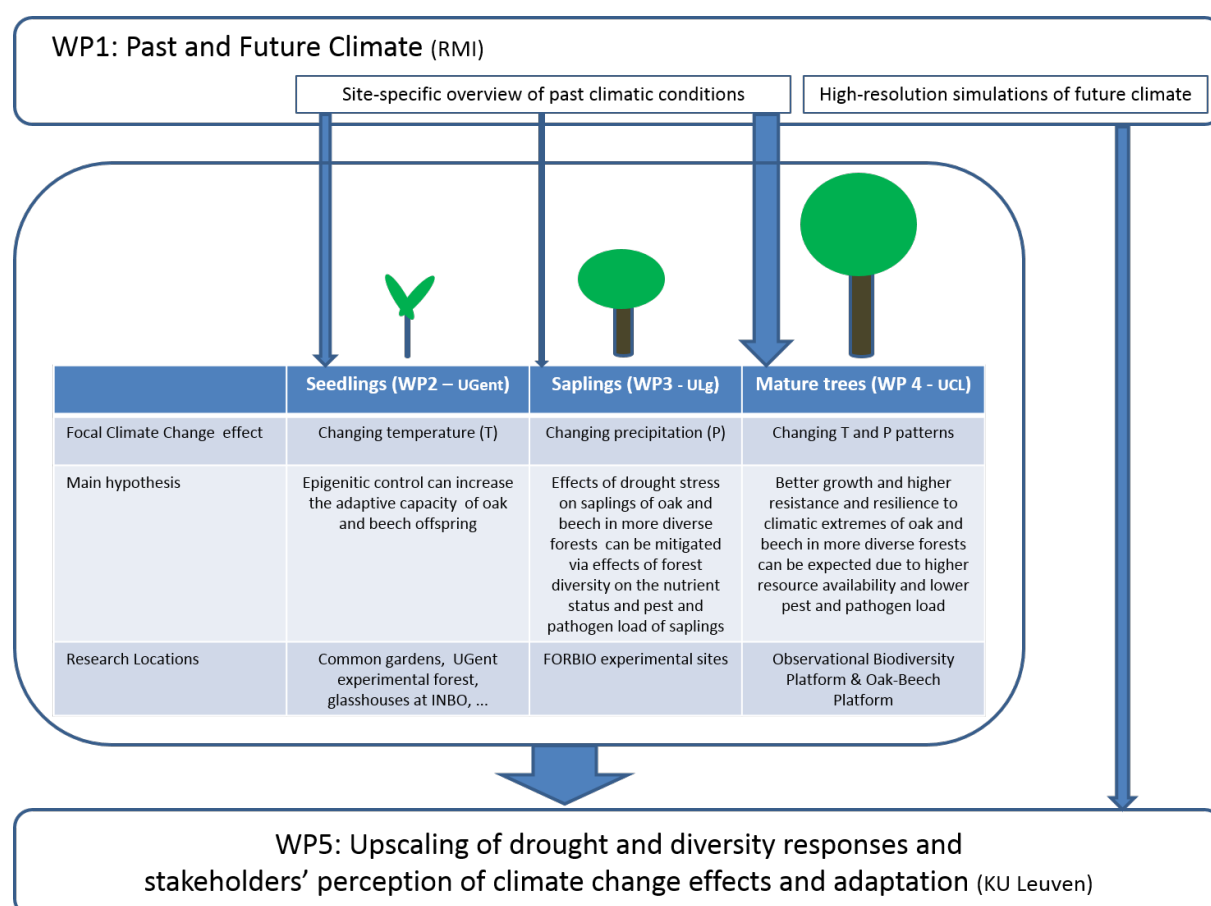 WP1: Past and Future Climate (RMI)
Site-specific overview of past climatic conditions
High-resolution simulations of future climate
Seedlings (WP2 – UGent)
Saplings (WP3 - ULg)
Mature trees (WP 4 - UCL)
Focal Climate Change effect
Changing temperature (T)
Changing precipitation (P)
Changing T and P patterns
Main hypothesis
Epigenitic control can increase
the adaptive capacity of oak
and beech offspring
Effects of drought stress
on saplings of oak and
beech in more diverse
forests can be mitigated
via effects of forest
diversity on the nutrient
status and pest and
pathogen load of saplings
Better growth and higher
resistance and resilience to
climatic extremes of oak and
beech in more diverse forests
can be expected due to higher
resource availability and lower
pest and pathogen load
Research Locations
Common gardens, UGent
experimental forest,
glasshouses at INBO, ...
FORBIO experimental sites
Observational Biodiversity
Platform & Oak-Beech
Platform
WP5: Upscaling of drought and diversity responses and
stakeholders’ perception of climate change effects and adaptation (KU Leuven)